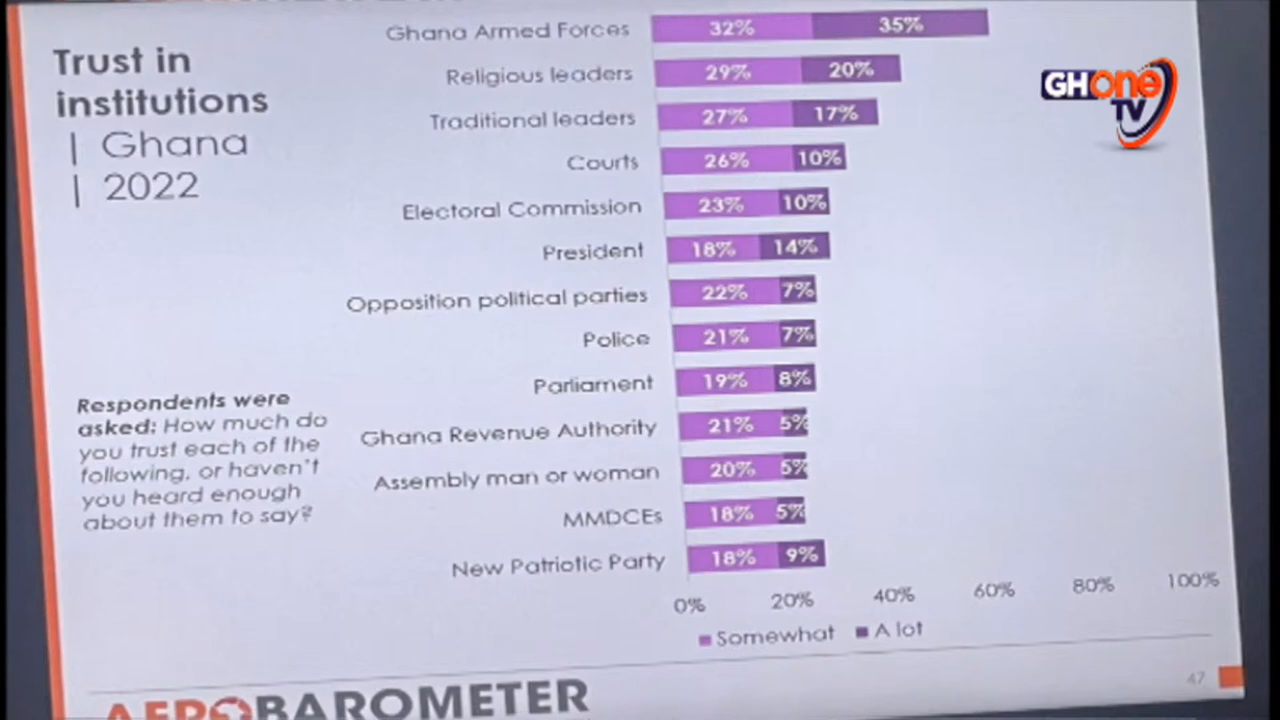 AFROBAROMETER
Trust in
institutions
| Ghana
| 2022
Ghana Armed Forces 32% 35%
Religious leaders 29% 20%
Traditional leaders 27% 17%
Courts 26% 10%
Electoral Commission 23% 10%
President 18% 14%
Opposition political parties 22% 7%
Police 21% 7%
Parliament 19% 8%
Ghana Revenue Authority 21% 5%
Assembly man or woman 20% 5%
MMDCEs 18% 5%
New Patriotic Party 18% 9%
0% 20% 40% 60% 80% 100%
Somewhat A lot
Respondents were
asked: How much do
you trust each of the
following, or haven't
you heard enough
about them to say?
GHOne
TV
47
AFROBAROMETER